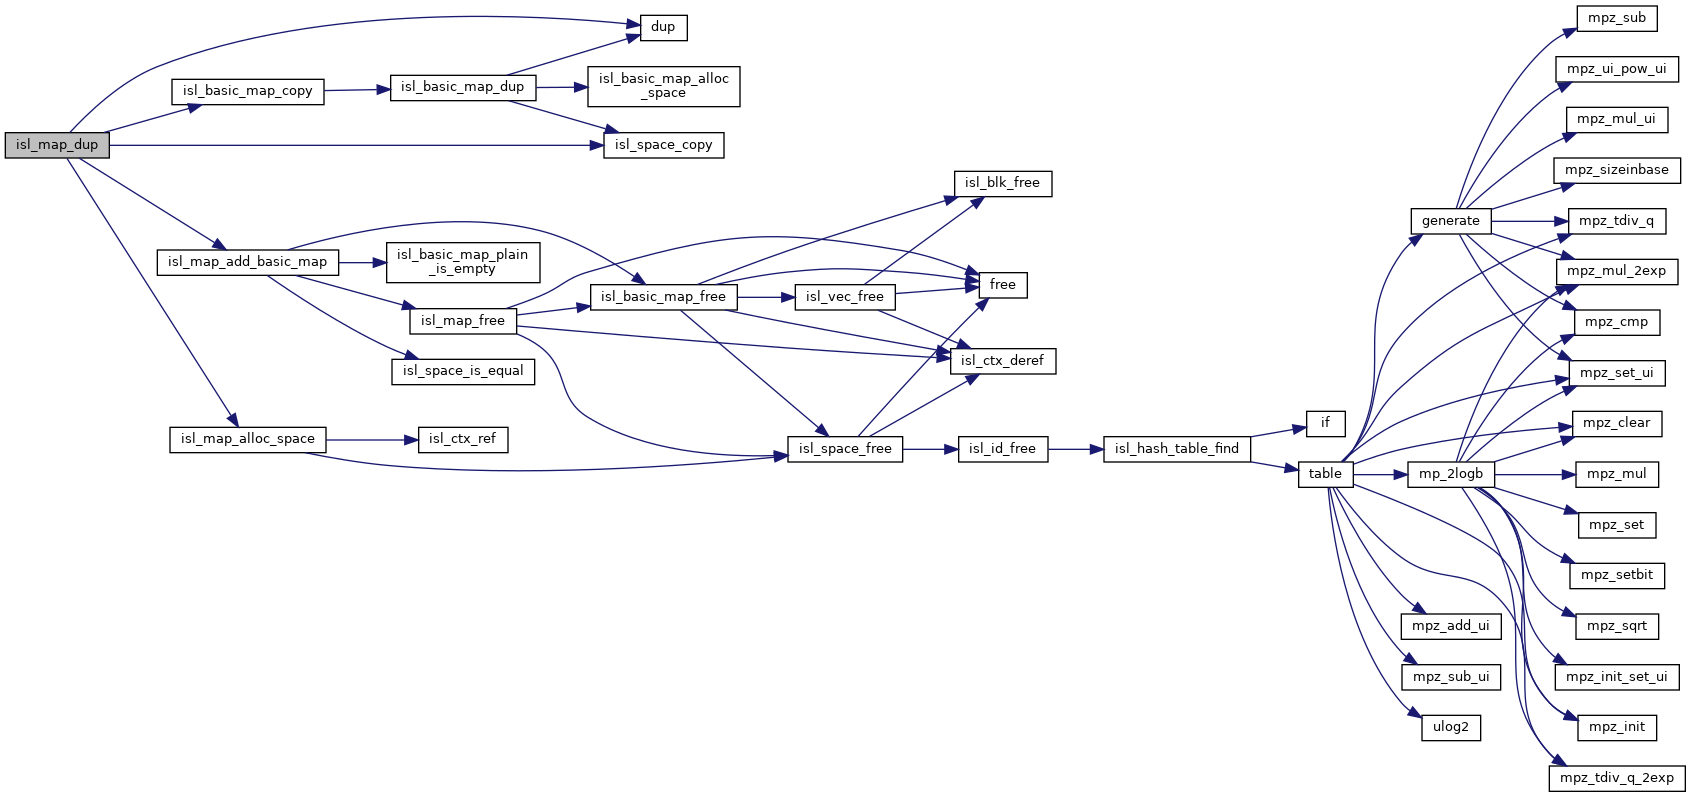 isl_map_dup
dup
isl_basic_map_copy
isl_basic_map_dup
isl_basic_map_alloc
_space
isl_space_copy
isl_map_add_basic_map
isl_basic_map_plain
_is_empty
isl_map_free
isl_space_is_equal
isl_map_alloc_space
isl_ctx_ref
isl_basic_map_free
isl_vec_free
isl_blk_free
free
isl_ctx_deref
isl_space_free
isl_id_free
isl_hash_table_find
if
table
generate
mp_2logb
mpz_add_ui
mpz_sub_ui
ulog2
mpz_sub
mpz_ui_pow_ui
mpz_mul_ui
mpz_sizeinbase
mpz_tdiv_q
mpz_mul_2exp
mpz_cmp
mpz_set_ui
mpz_clear
mpz_mul
mpz_set
mpz_setbit
mpz_sqrt
mpz_init_set_ui
mpz_init
mpz_tdiv_q_2exp